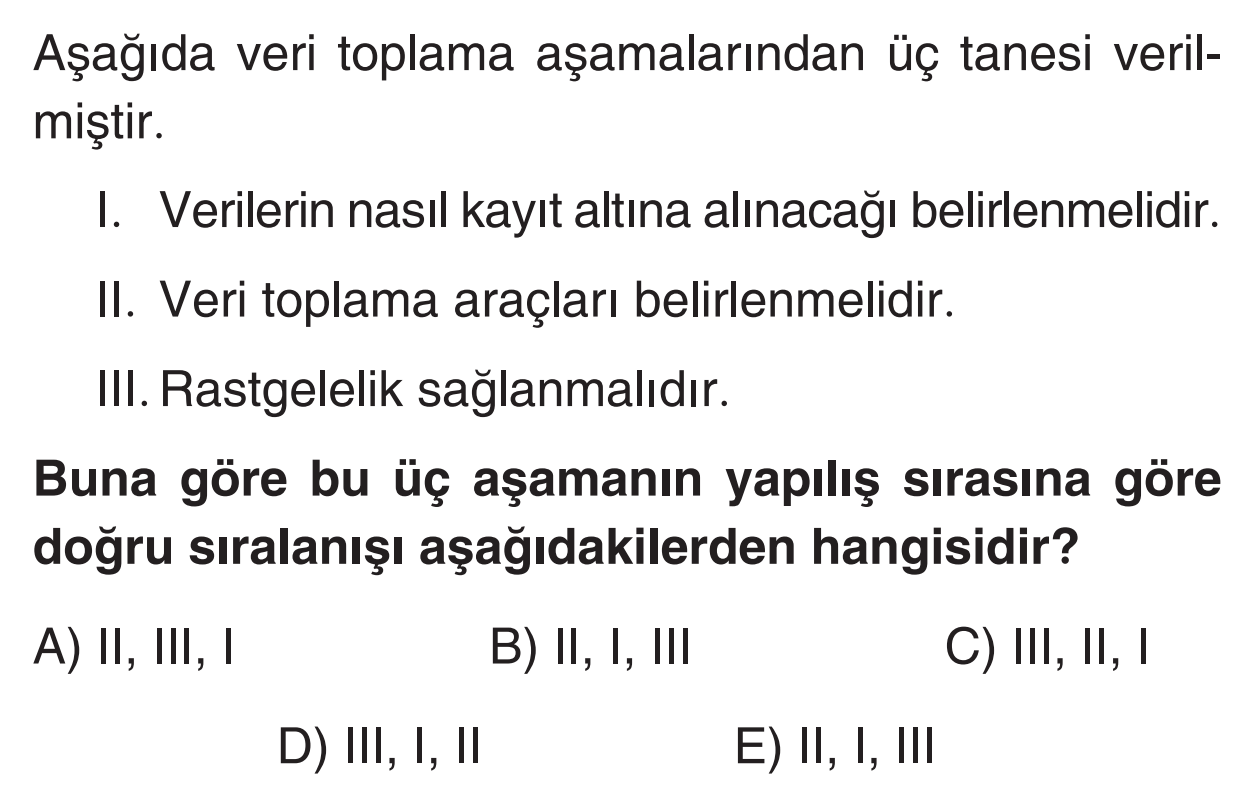 Aşağıda veri toplama aşamalarından üç tanesi veril-
miştir.
I. Verilerin nasıl kayıt altına alınacağı belirlenmelidir.
II. Veri toplama araçları belirlenmelidir.
III. Rastgelelik sağlanmalıdır.
Buna göre bu üç aşamanın yapılış sırasına göre
doğru sıralanışı aşağıdakilerden hangisidir?
A) II, III, I B) II, I, III C) III, II, I
D) III, I, II E) II, I, III